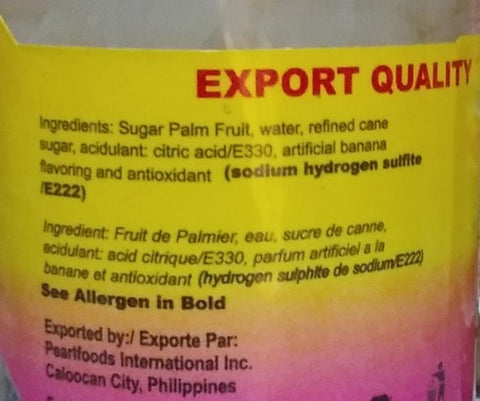 EXPORT QUALITY
Ingredients: Sugar Palm Fruit, water, refined cane
sugar, acidulant: citric acid/E330, artificial banana
flavoring and antioxidant (sodium hydrogen sulfite
/E222)
Ingredient: Fruit de Palmier, eau, sucre de canne,
acidulant: acid citrique/E330, parfum artificiel a la
banane et antioxidant (hydrogen sulphite de sodium/E222)
See Allergen in Bold
Exported by:/ Exporte Par:
Pearlfoods International Inc.
Caloocan City, Philippines